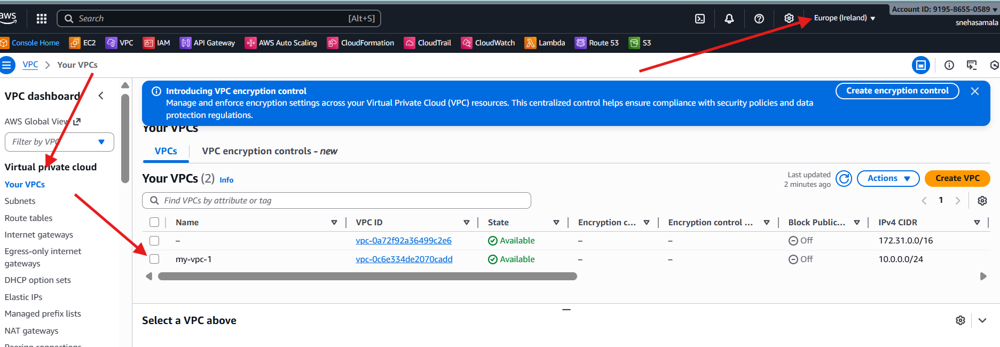 aws
Search [Alt+S]
Europe (Ireland)
Account ID: 9195-8655-0589
snehasamala
Console Home EC2 VPC IAM API Gateway AWS Auto Scaling CloudFormation CloudTrail CloudWatch Lambda Route 53 S3
VPC Your VPCs
VPC dashboard
AWS Global View
Filter by VPC
Virtual private cloud
Your VPCs
Subnets
Route tables
Internet gateways
Egress-only internet
gateways
DHCP option sets
Elastic IPs
Managed prefix lists
NAT gateways
Peering connections
Introducing VPC encryption control
Manage and enforce encryption settings across your Virtual Private Cloud (VPC) resources. This centralized control helps ensure compliance with security policies and data
protection regulations.
Create encryption control
Your VPCs
VPCs VPC encryption controls - new
Your VPCs (2) Info
Last updated
2 minutes ago
Actions
Create VPC
Find VPCs by attribute or tag
1
Name VPC ID State Encryption c... Encryption control ... Block Public... IPv4 CIDR
– vpc-0a72f92a36499c2e6 Available – – Off 172.31.0.0/16
my-vpc-1 vpc-0c6e334de2070cadd Available – – Off 10.0.0.0/24
Select a VPC above